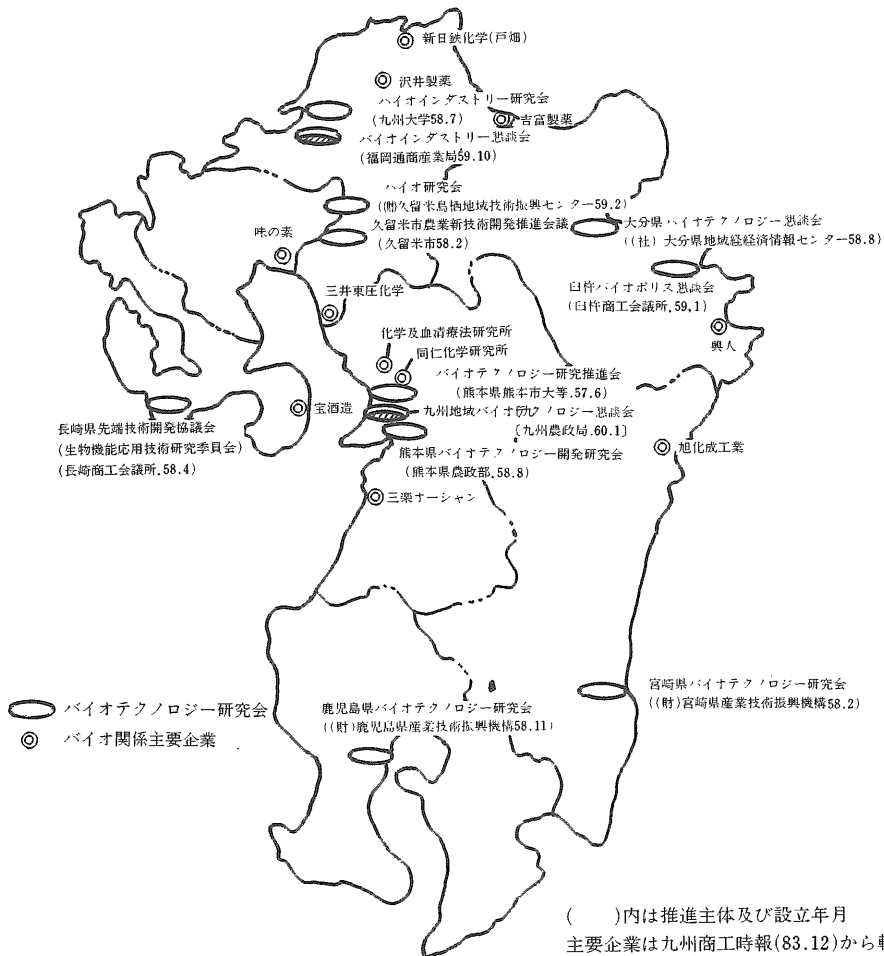 新日鉄化学(戸畑)
沢井製薬
ハイオインダストリー研究会
(九州大学58.7)
吉富製薬
バイオインダストリー懇談会
(福岡通商産業局59.10)
ハイオ研究会
((財)久留米鳥栖地域技術振興センター59.2)
久留米市農業新技術開発推進会議
(久留米市58.2)
大分県ハイオテクノロジー懇談会
((社)大分県地域経経済情報センター58.8)
味の素
臼杵バイオポリス懇談会
(臼杵商工会議所.59,1)
三井東圧化学
興人
化学及血清療法研究所
同仁化学研究所
バイオテクノロジー研究推進会
(熊本県熊本市大等.57.6)
宝酒造
九州地域バイオテクノロジー懇談会
〔九州農政局.60.1〕
長崎県先端技術開発協議会
(生物機能応用技術研究委員会)
(長崎商工会議所.58.4)
熊本県バイオテクノロジー開発研究会
(熊本県農政部.58.8)
旭化成工業
三楽オーシャン
宮崎県バイオテクノロジー研究会
((財)宮崎県産業技術振興機構58.2)
鹿児島県バイオテクノロジー研究会
((財)鹿児島県産業技術振興機構58.11)
バイオテクノロジー研究会
バイオ関係主要企業
( )内は推進主体及び設立年月
主要企業は九州商工時報(83.12)から